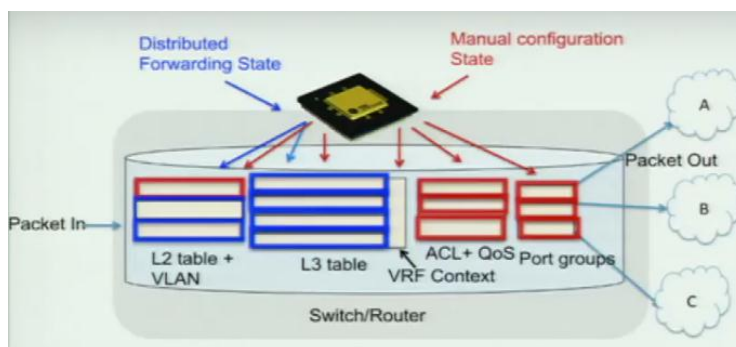 Distributed
Forwarding State
Manual configuration
State
A
Packet Out
Packet In
B
L2 table +
VLAN
L3 table
ACL+ QoS
Port groups
VRF Context
C
Switch/Router